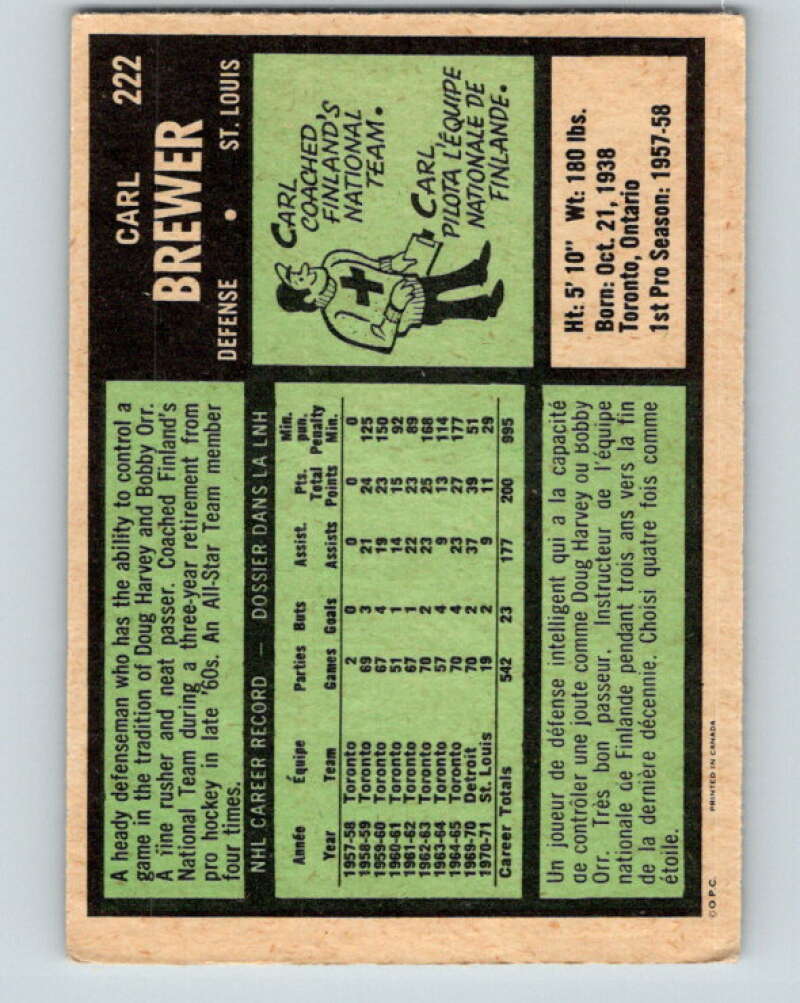 CARL 222
BREWER
DEFENSE • ST. LOUIS
A heady defenseman who has the ability to control a
game in the tradition of Doug Harvey and Bobby Orr.
A fine rusher and neat passer. Coached Finland's
National Team during a three-year retirement from
pro hockey in late '60s. An All-Star Team member
four times.
CARL
COACHED
FINLAND'S
NATIONAL
TEAM.
CARL
PILOTA L'ÉQUIPE
NATIONALE DE
FINLANDE.
NHL CAREER RECORD — DOSSIER DANS LA LNH
Min.
Pts. pun.
Année Équipe Parties Buts Assist. Total Penalty
Year Team Games Goals Assists Points Min.
1957-58 Toronto 2 0 0 0 0
1958-59 Toronto 69 3 21 24 125
1959-60 Toronto 67 4 19 23 150
1960-61 Toronto 51 1 14 15 92
1961-62 Toronto 67 1 22 23 89
1962-63 Toronto 70 2 23 25 168
1963-64 Toronto 57 4 9 13 114
1964-65 Toronto 70 4 23 27 177
1969-70 Detroit 70 2 37 39 51
1970-71 St. Louis 19 2 9 11 29
Career Totals 542 23 177 200 995
Ht: 5' 10" Wt: 180 lbs.
Born: Oct. 21, 1938
Toronto, Ontario
1st Pro Season: 1957-58
Un joueur de défense intelligent qui a la capacité
de contrôler une joute comme Doug Harvey ou Bobby
Orr. Très bon passeur. Instructeur de l'équipe
nationale de Finlande pendant trois ans vers la fin
de la dernière décennie. Choisi quatre fois comme
étoile.
© O.P.C. PRINTED IN CANADA